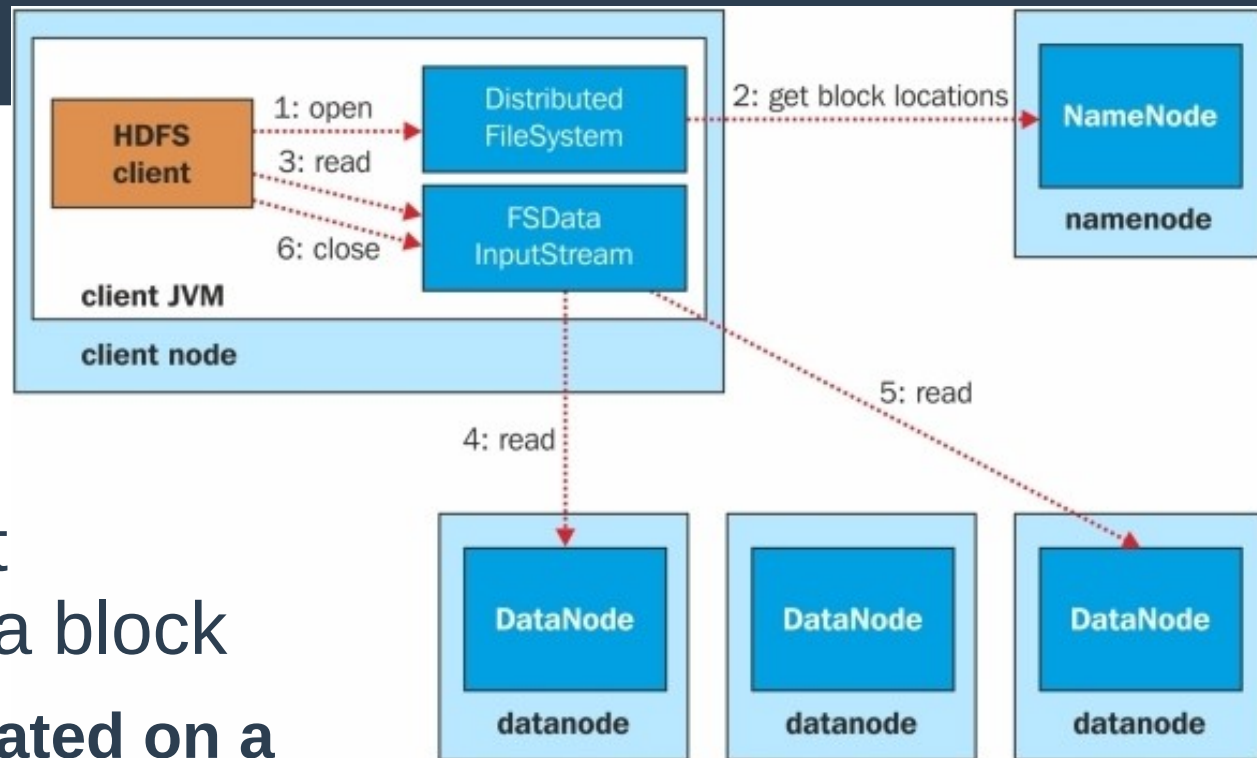 1: open
Distributed
FileSystem
2: get block locations
NameNode
namenode
HDFS
client
3: read
6: close
FSData
InputStream
client JVM
client node
4: read
5: read
DataNode
datanode
DataNode
datanode
DataNode
datanode
a block
on a